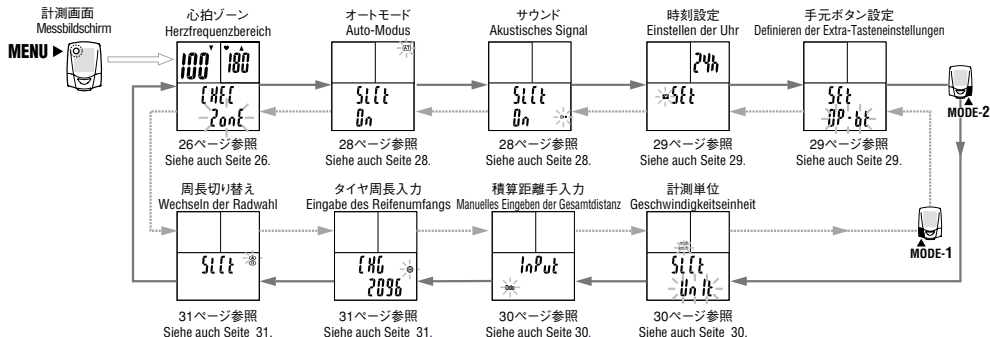 計測画面
Messbildschirm
MENU
心拍ゾーン
Herzfrequenzbereich
100 180
CHEC
ZonE
26ページ参照
Siehe auch Seite 26.
オートモード
Auto-Modus
AT
SLCt
On
28ページ参照
Siehe auch Seite 28.
サウンド
Akustisches Signal
SLCt
On
28ページ参照
Siehe auch Seite 28.
時刻設定
Einstellen der Uhr
24h
SEt
29ページ参照
Siehe auch Seite 29.
手元ボタン設定
Definieren der Extra-Tasteneinstellungen
SEt
OP-bt
29ページ参照
Siehe auch Seite 29.
MODE-2
周長切り替え
Wechseln der Radwahl
SLCt
31ページ参照
Siehe auch Seite 31.
タイヤ周長入力
Eingabe des Reifenumfangs
CHG
2096
31ページ参照
Siehe auch Seite 31.
積算距離手入力
Manuelles Eingeben der Gesamtdistanz
InPut
Odo
30ページ参照
Siehe auch Seite 30.
計測単位
Geschwindigkeitseinheit
SLCt
UnIt
30ページ参照
Siehe auch Seite 30.
MODE-1